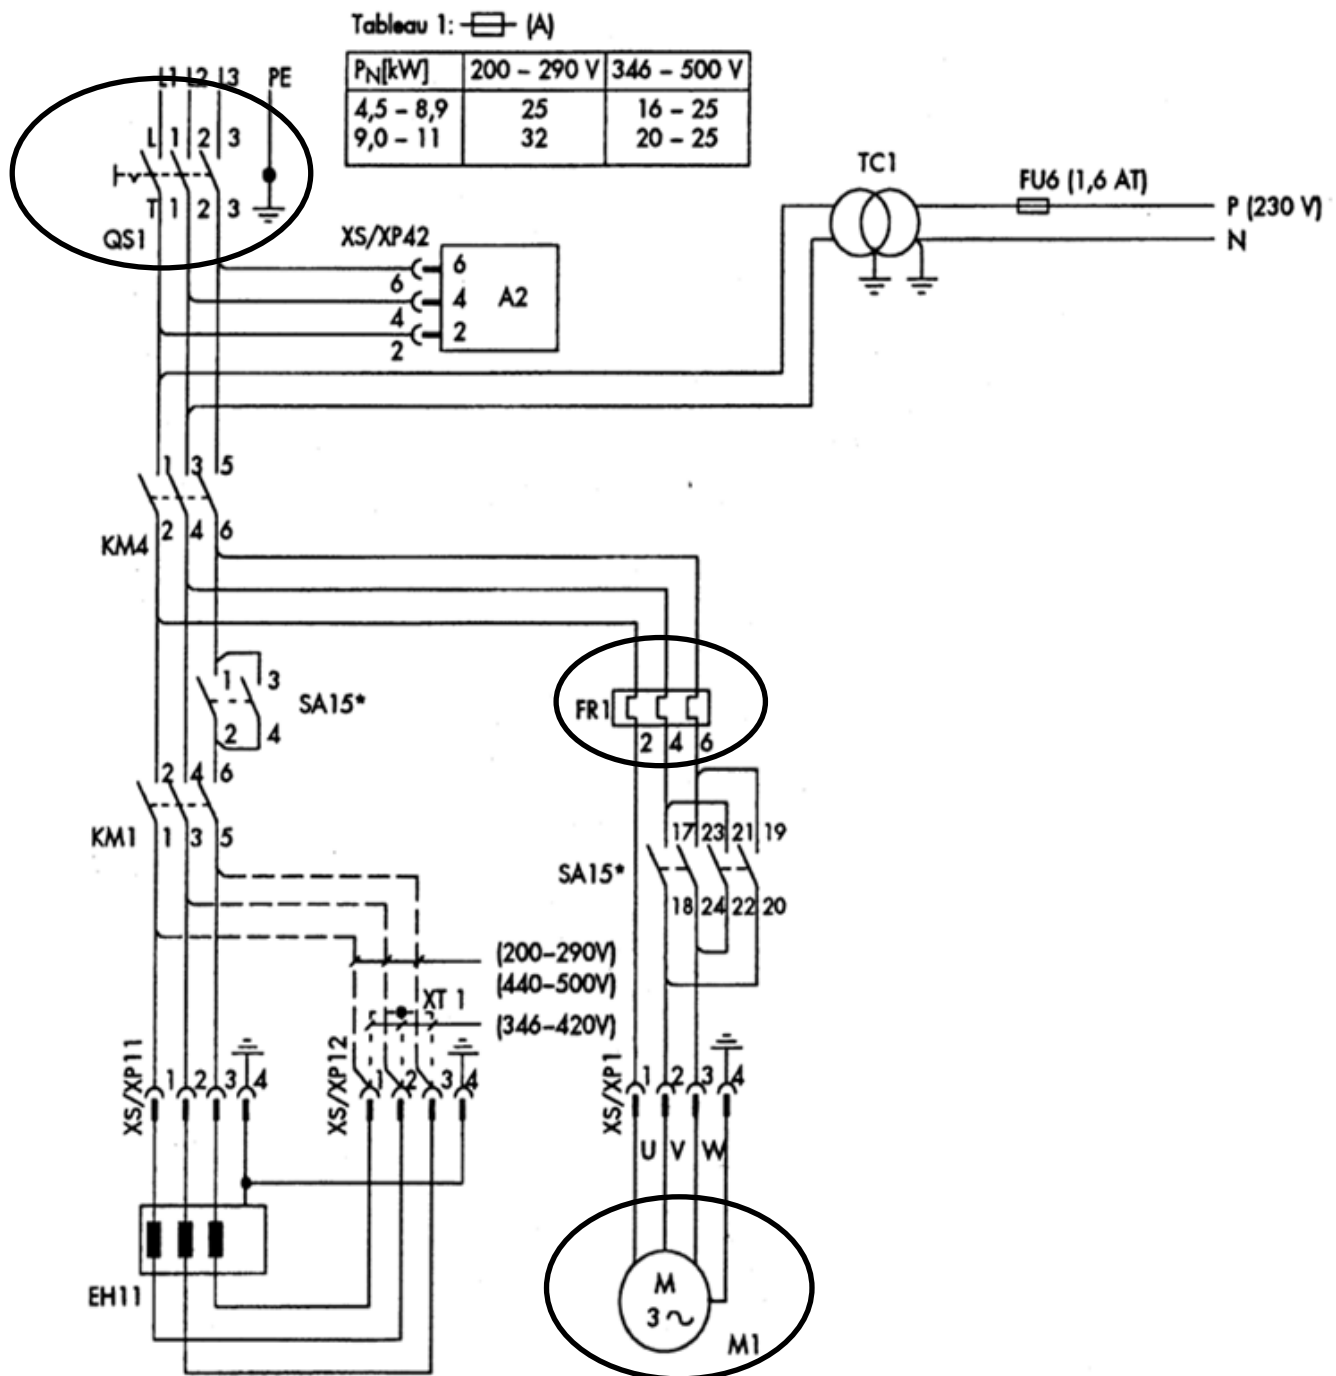 Tableau 1: (A)
PN[kW] 200 – 290 V 346 – 500 V
4,5 – 8,9 25 16 – 25
9,0 – 11 32 20 – 25
L1 L2 L3 PE
L 1 2 3
T 1 2 3
QS1
TC1
FU6 (1,6 AT)
P (230 V)
N
XS/XP42
6 6
4 4
2 2
A2
1 3 5
2 4 6
KM4
1 3
SA15*
2 4
FR1
2 4 6
2 4 6
KM1 1 3 5
17 23 21 19
SA15*
18 24 22 20
(200–290V)
(440–500V)
XT 1
(346–420V)
XS/XP11 1 2 3 4
XS/XP12 1 2 3 4
XS/XP1 1 2 3 4
U V W
EH11
M
3~
M1